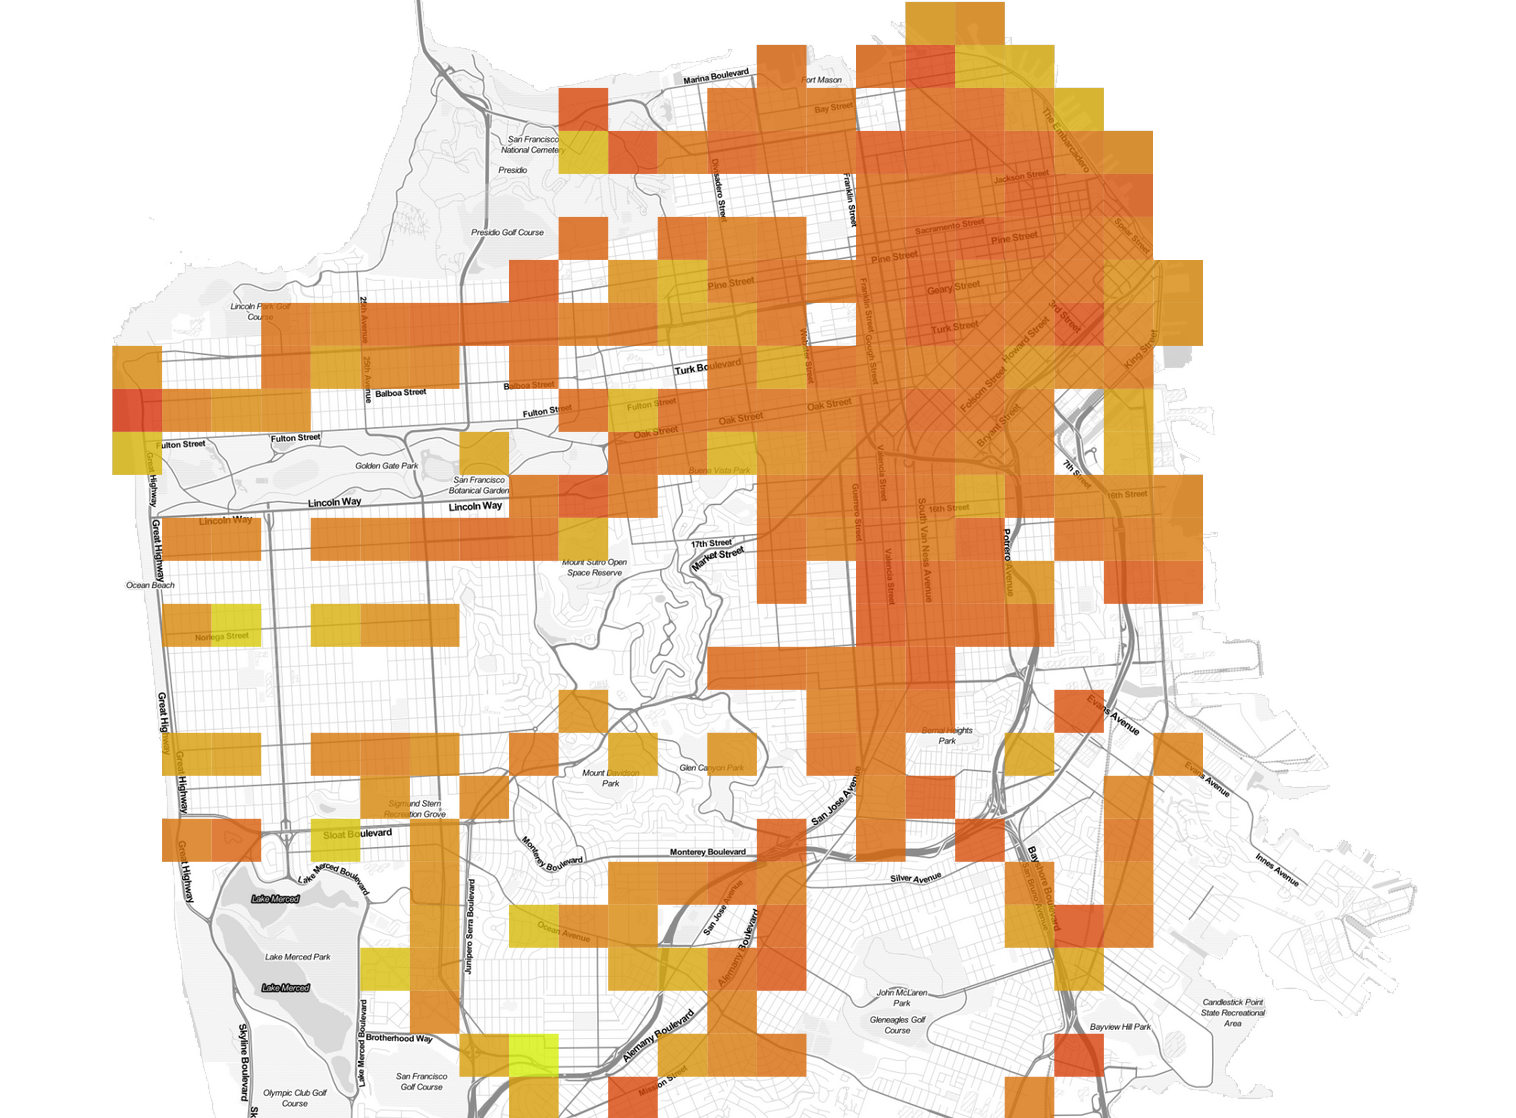 Marina Boulevard
Fort Mason
Bay Street
The Embarcadero
San Francisco
National Cemetery
Presidio
Divisadero Street
Franklin Street
Jackson Street
Presidio Golf Course
Sacramento Street
Pine Street
Spear Street
Pine Street
Pine Street
Geary Street
Lincoln Park Golf
Course
25th Avenue
Franklin Street
Gough Street
3rd Street
Turk Street
Howard Street
King Street
Webster Street
Turk Boulevard
25th Avenue
Balboa Street
Balboa Street
Folsom Street
Fulton Street
Fulton Street
Oak Street
Oak Street
Oak Street
Bryant Street
Fulton Street
Fulton Street
Golden Gate Park
Buena Vista Park
Valencia Street
7th Street
Great Highway
San Francisco
Botanical Garden
Lincoln Way
Lincoln Way
Lincoln Way
Guerrero Street
South Van Ness Avenue
16th Street
16th Street
Great Highway
17th Street
Market Street
Potrero Avenue
Valencia Street
Mount Sutro Open
Space Reserve
Ocean Beach
Noriega Street
Great Highway
Evans Avenue
Bernal Heights
Park
Great Highway
Mount Davidson
Park
Glen Canyon Park
Evans Avenue
San Jose Avenue
Sigmund Stern
Recreation Grove
Sloat Boulevard
Great Highway
Monterey Boulevard
Monterey Boulevard
Bayshore Boulevard
San Bruno Avenue
Innes Avenue
Lake Merced Boulevard
Silver Avenue
Lake Merced
San Jose Avenue
Junipero Serra Boulevard
Ocean Avenue
Alemany Boulevard
Lake Merced Park
Lake Merced
John McLaren
Park
Gleneagles Golf
Course
Candlestick Point
State Recreational
Area
Bayview Hill Park
Skyline Boulevard
Lake Merced Boulevard
Brotherhood Way
Alemany Boulevard
San Francisco
Golf Course
Mission Street
Olympic Club Golf
Course